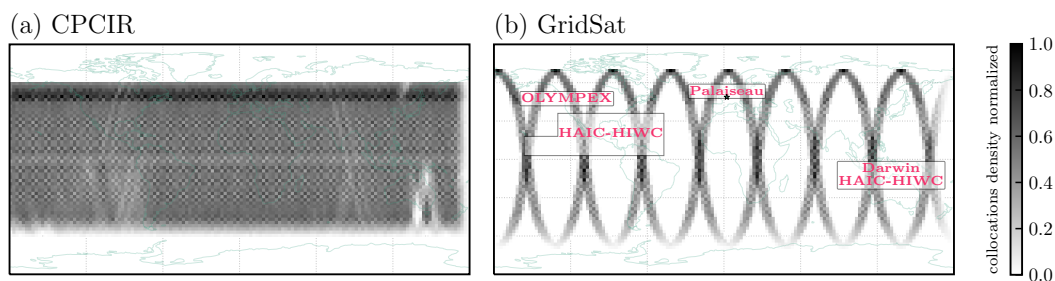 (a) CPCIR
(b) GridSat
OLYMPEX
Palaiseau
HAIC-HIWC
Darwin
HAIC-HIWC
collocations density normalized
1.0
0.8
0.6
0.4
0.2
0.0